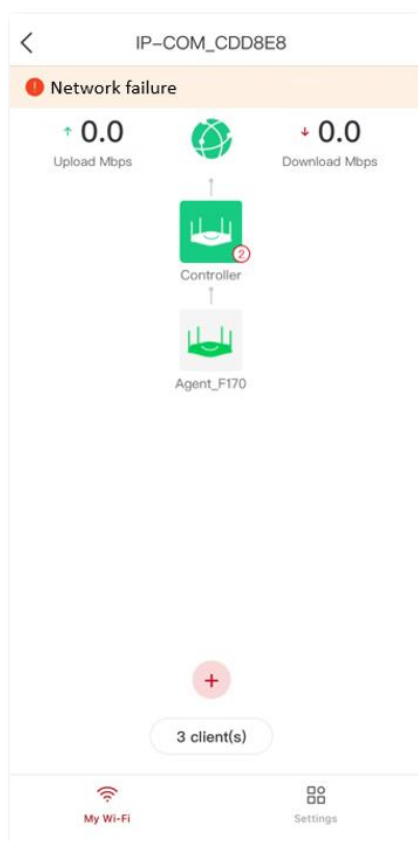 IP-COM_CDD8E8
Network failure
0.0
0.0
Upload Mbps
Download Mbps
2
Controller
Agent_F170
3 client(s)
My Wi-Fi
Settings